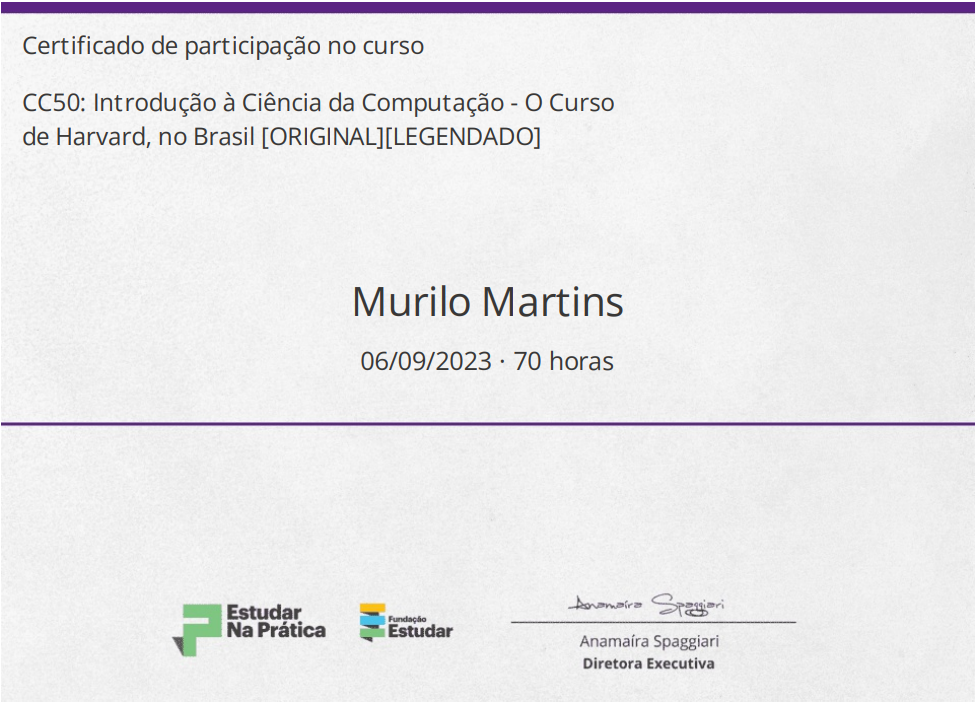 Certificado de participação no curso
CC50: Introdução à Ciência da Computação - O Curso
de Harvard, no Brasil [ORIGINAL][LEGENDADO]
Murilo Martins
06/09/2023 · 70 horas
Estudar
Na Prática
Fundação
Estudar
Anamaíra Spaggiari
Anamaíra Spaggiari
Diretora Executiva